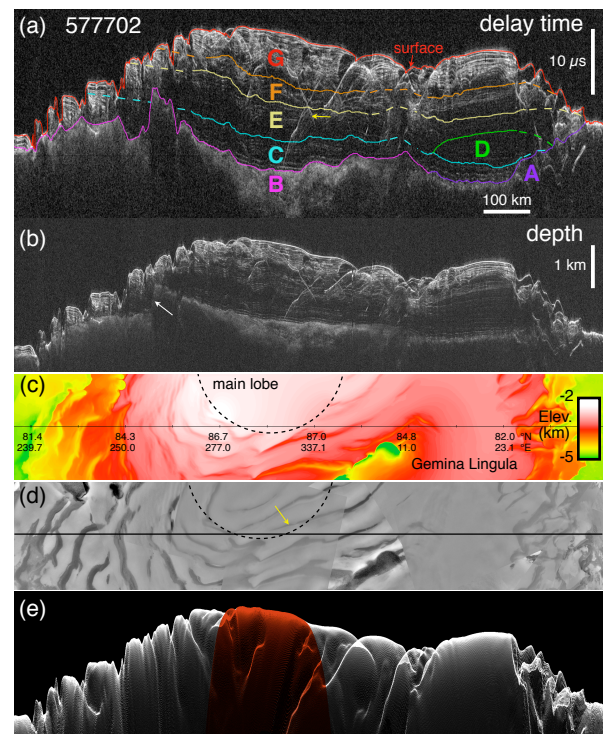 (a) 577702 delay time
surface
G
10 μs
F
E
D
C
A
B
100 km
(b) depth
1 km
(c) main lobe -2
Elev.
(km)
81.4 84.3 86.7 87.0 84.8 82.0 °N
239.7 250.0 277.0 337.1 11.0 23.1 °E
-5
Gemina Lingula
(d)
(e)